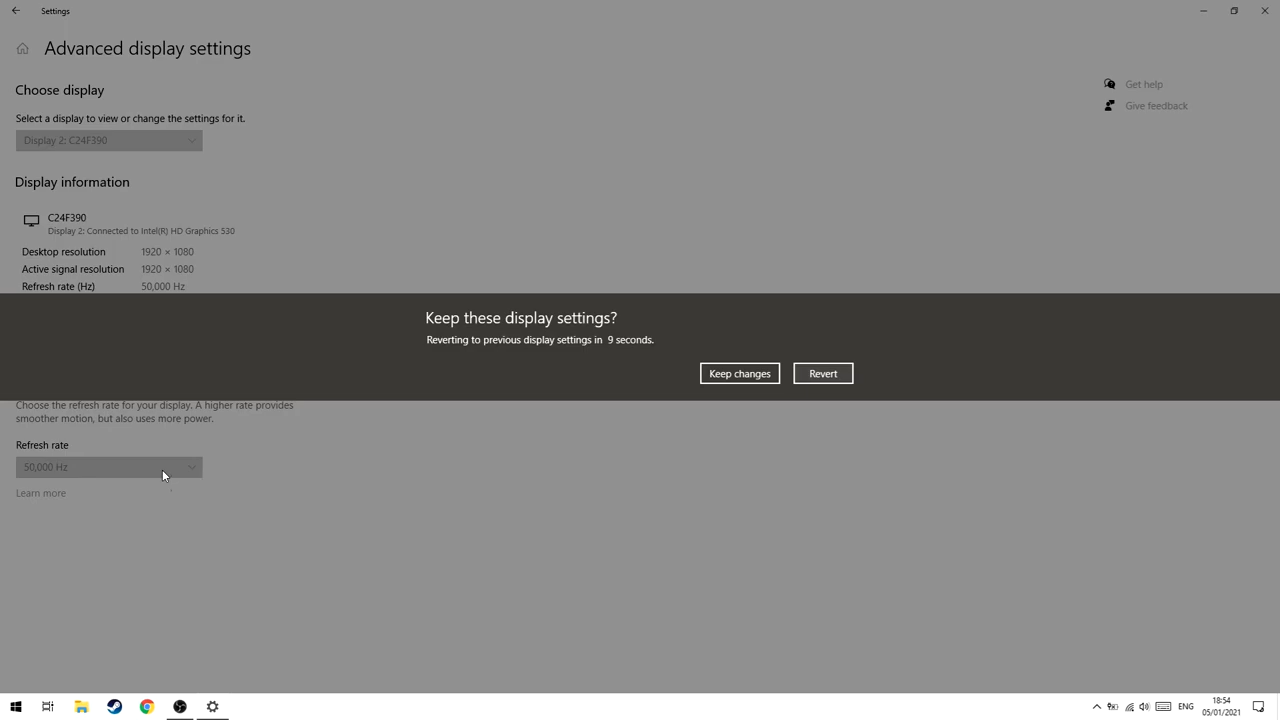 Settings
Advanced display settings
Choose display
Get help
Give feedback
Select a display to view or change the settings for it.
Display 2: C24F390
Display information
C24F390
Display 2: Connected to Intel(R) HD Graphics 530
Desktop resolution 1920 × 1080
Active signal resolution 1920 × 1080
Refresh rate (Hz) 50,000 Hz
Keep these display settings?
Reverting to previous display settings in 9 seconds.
Keep changes Revert
Choose the refresh rate for your display. A higher rate provides
smoother motion, but also uses more power.
Refresh rate
50,000 Hz
Learn more
ENG
18:54
05/01/2021